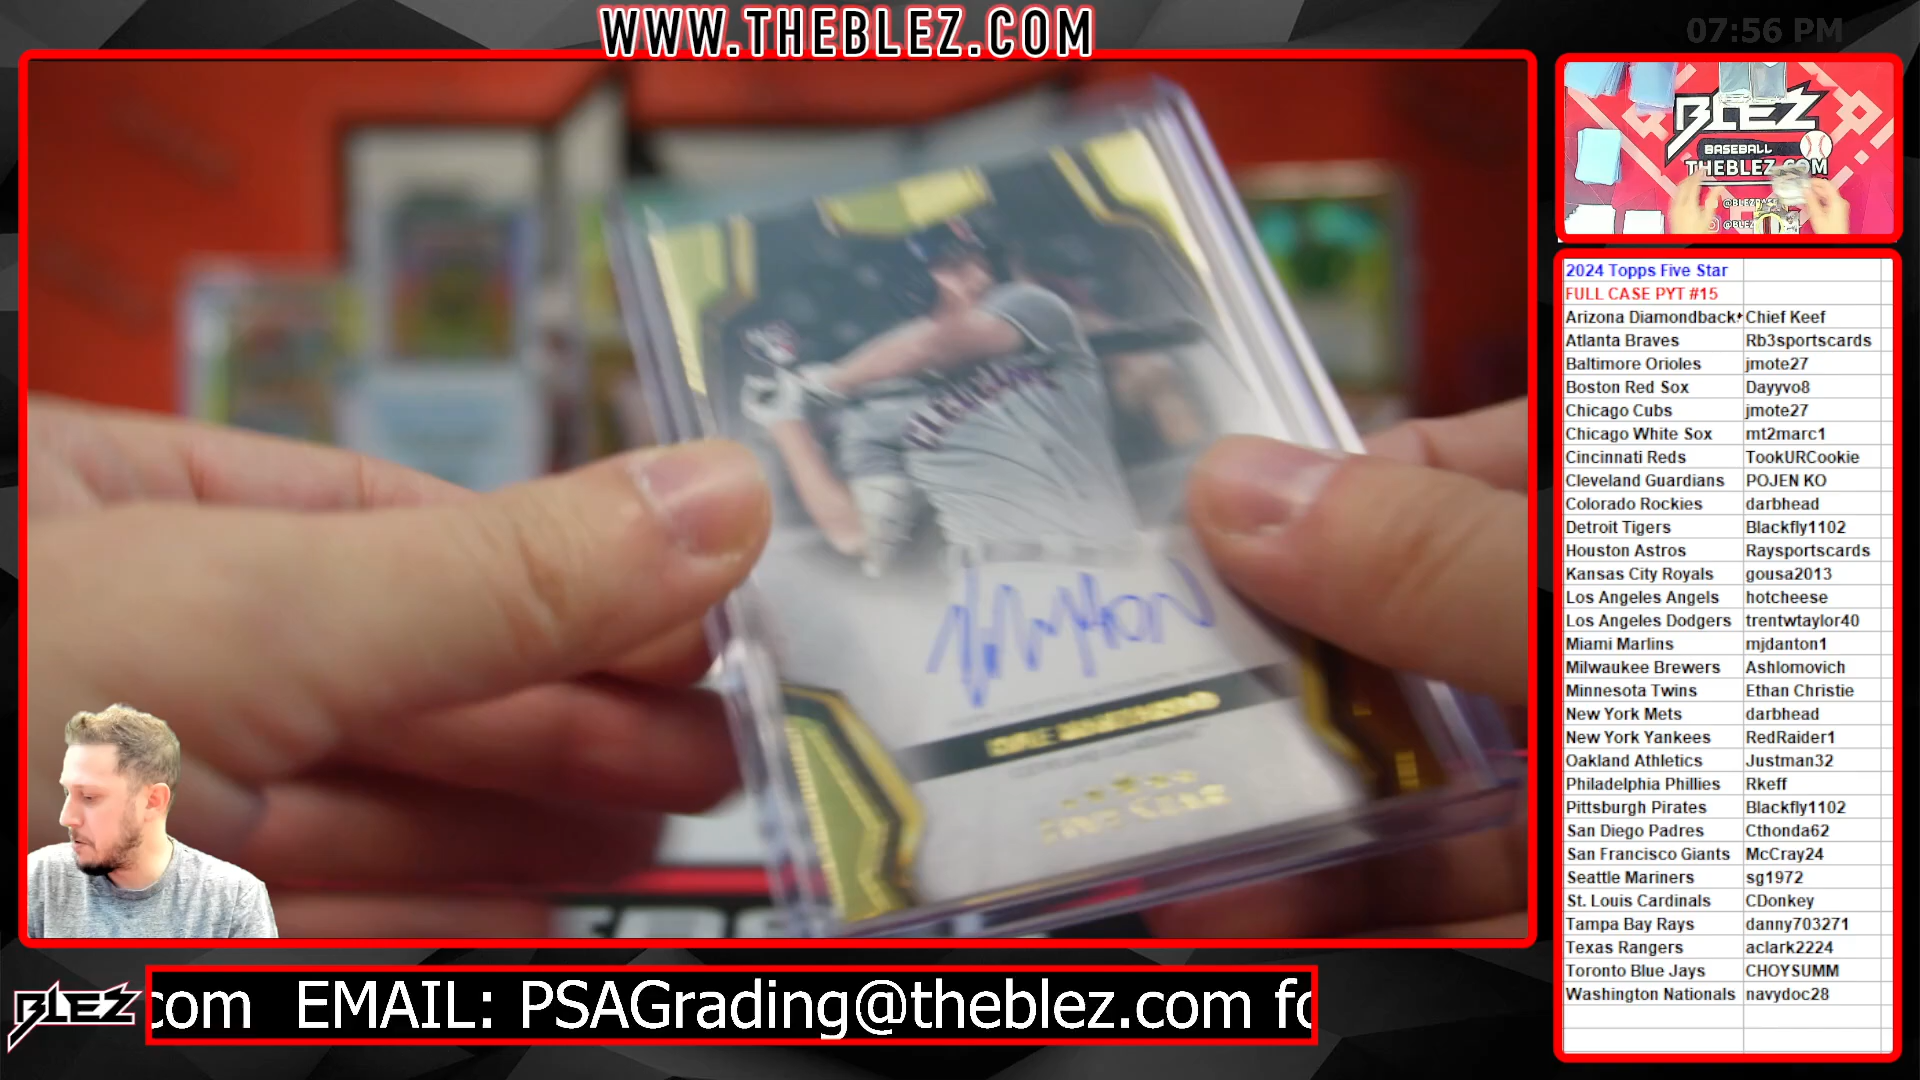 WWW.THEBLEZ.COM
07:56 PM
BLEZ
BASEBALL
THEBLEZ.COM
2024 Topps Five Star
FULL CASE PYT #15
Arizona Diamondback Chief Keef
Atlanta Braves Rb3sportscards
Baltimore Orioles jmote27
Boston Red Sox Dayyvo8
Chicago Cubs jmote27
Chicago White Sox mt2marc1
Cincinnati Reds TookURCookie
Cleveland Guardians POJEN KO
Colorado Rockies darbhead
Detroit Tigers Blackfly1102
Houston Astros Raysportscards
Kansas City Royals gousa2013
Los Angeles Angels hotcheese
Los Angeles Dodgers trentwtaylor40
Miami Marlins mjdanton1
Milwaukee Brewers Ashlomovich
Minnesota Twins Ethan Christie
New York Mets darbhead
New York Yankees RedRaider1
Oakland Athletics Justman32
Philadelphia Phillies Rkeff
Pittsburgh Pirates Blackfly1102
San Diego Padres Cthonda62
San Francisco Giants McCray24
Seattle Mariners sg1972
St. Louis Cardinals CDonkey
Tampa Bay Rays danny703271
Texas Rangers aclark2224
Toronto Blue Jays CHOYSUMM
Washington Nationals navydoc28
FIVE STAR
BLEZ
com EMAIL: PSAGrading@theblez.com fo